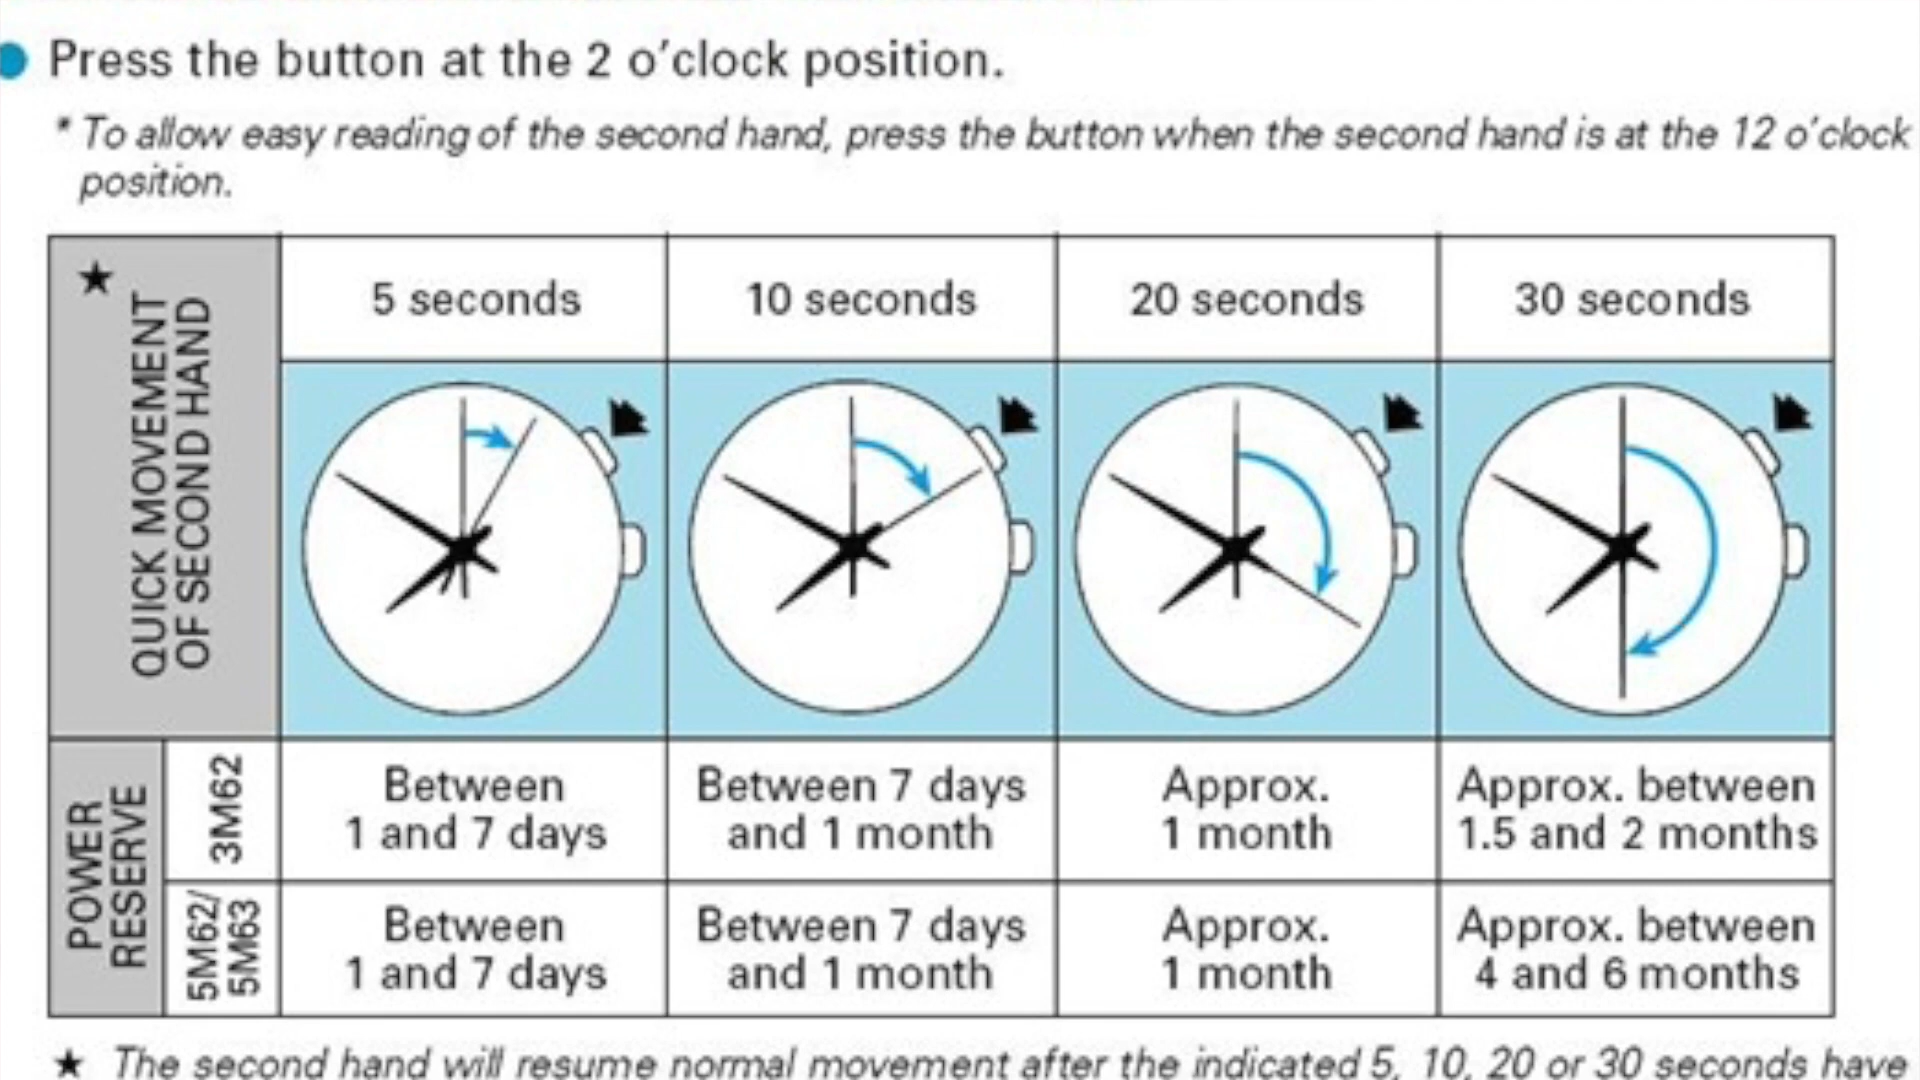 Press the button at the 2 o'clock position.
* To allow easy reading of the second hand, press the button when the second hand is at the 12 o'clock
position.
★
QUICK MOVEMENT
OF SECOND HAND
5 seconds
10 seconds
20 seconds
30 seconds
POWER
RESERVE
3M62
Between
1 and 7 days
Between 7 days
and 1 month
Approx.
1 month
Approx. between
1.5 and 2 months
5M62/
5M63
Between
1 and 7 days
Between 7 days
and 1 month
Approx.
1 month
Approx. between
4 and 6 months
★ The second hand will resume normal movement after the indicated 5, 10, 20 or 30 seconds have